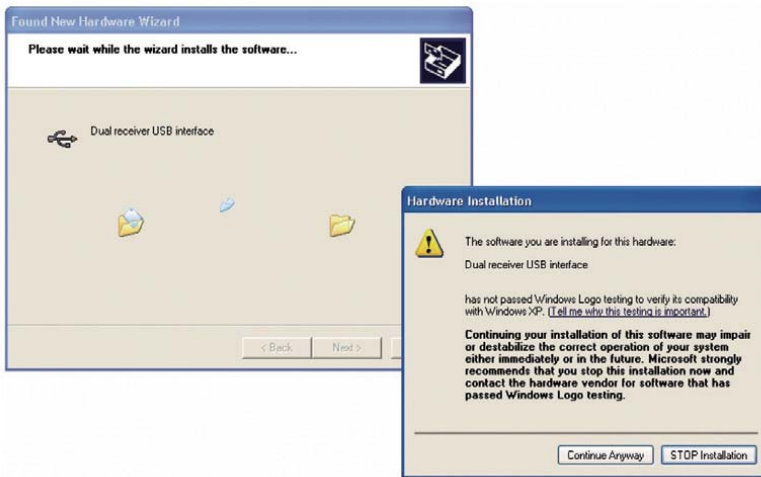 Found New Hardware Wizard
Please wait while the wizard installs the software...
Dual receiver USB interface
< Back
Next >
Hardware Installation
The software you are installing for this hardware:
Dual receiver USB interface
has not passed Windows Logo testing to verify its compatibility
with Windows XP. (Tell me why this testing is important.)
Continuing your installation of this software may impair
or destabilize the correct operation of your system
either immediately or in the future. Microsoft strongly
recommends that you stop this installation now and
contact the hardware vendor for software that has
passed Windows Logo testing.
Continue Anyway
STOP Installation